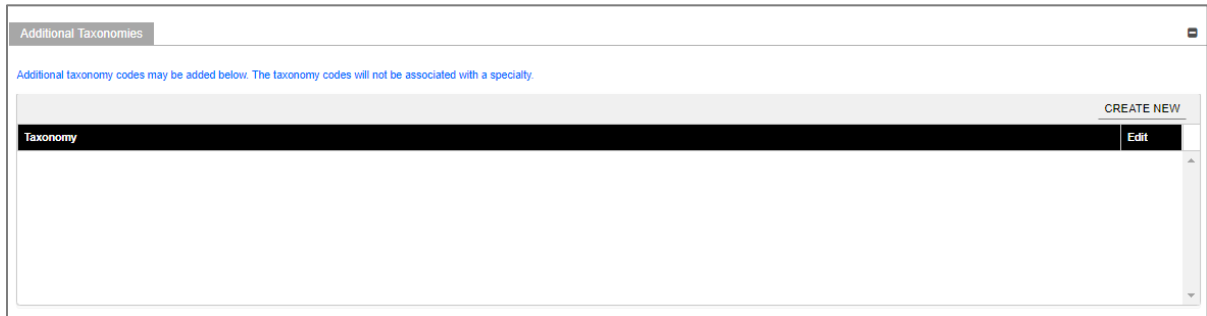 Additional Taxonomies
Additional taxonomy codes may be added below. The taxonomy codes will not be associated with a specialty.
CREATE NEW
Taxonomy Edit